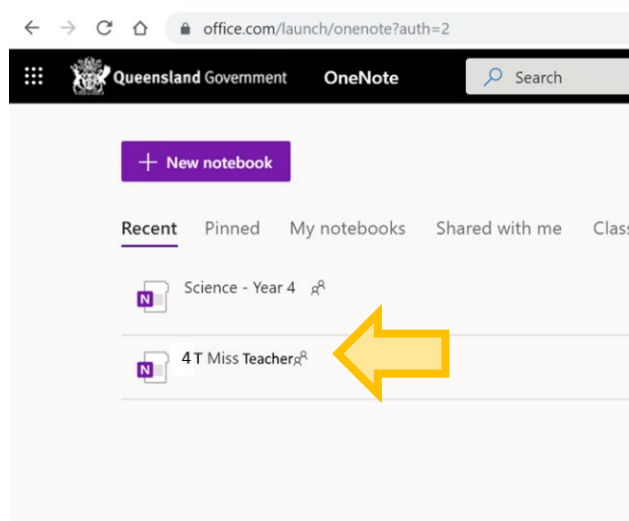 office.com/launch/onenote?auth=2
Queensland Government OneNote Search
New notebook
Recent Pinned My notebooks Shared with me Class
N Science - Year 4
N 4 T Miss Teacher